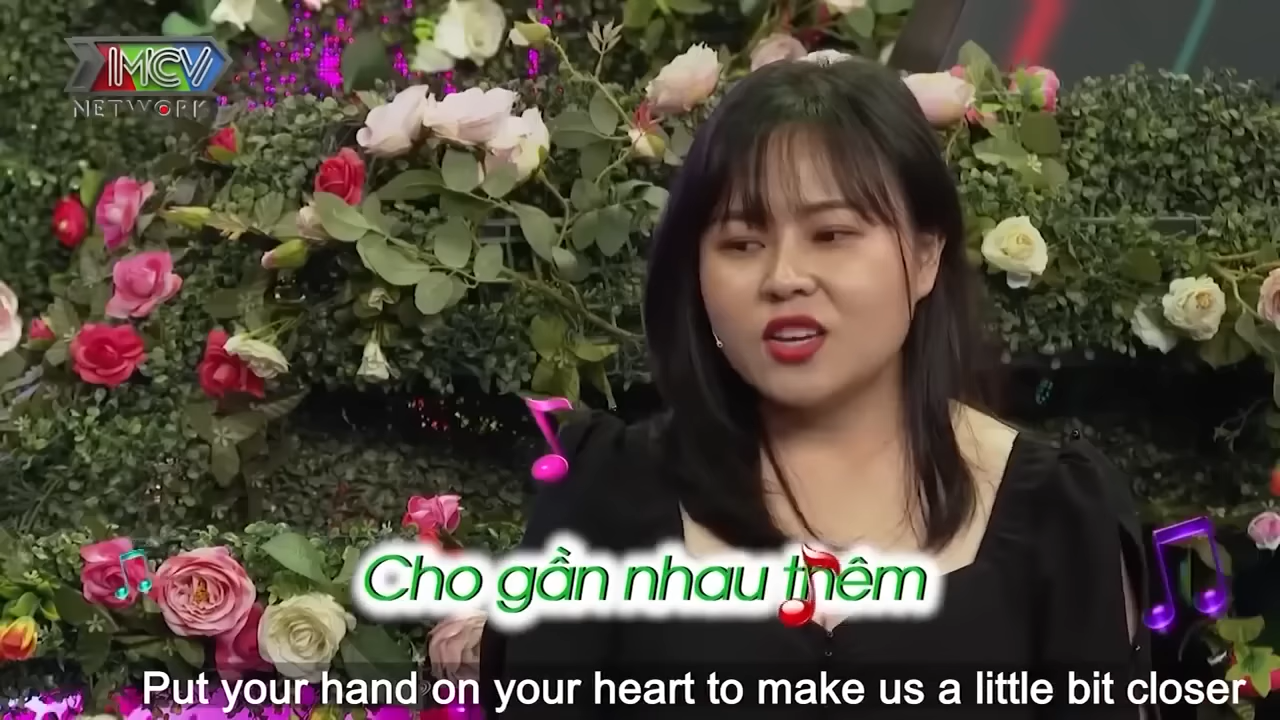 MCV
NETWORK
Cho gần nhau thêm
Put your hand on your heart to make us a little bit closer